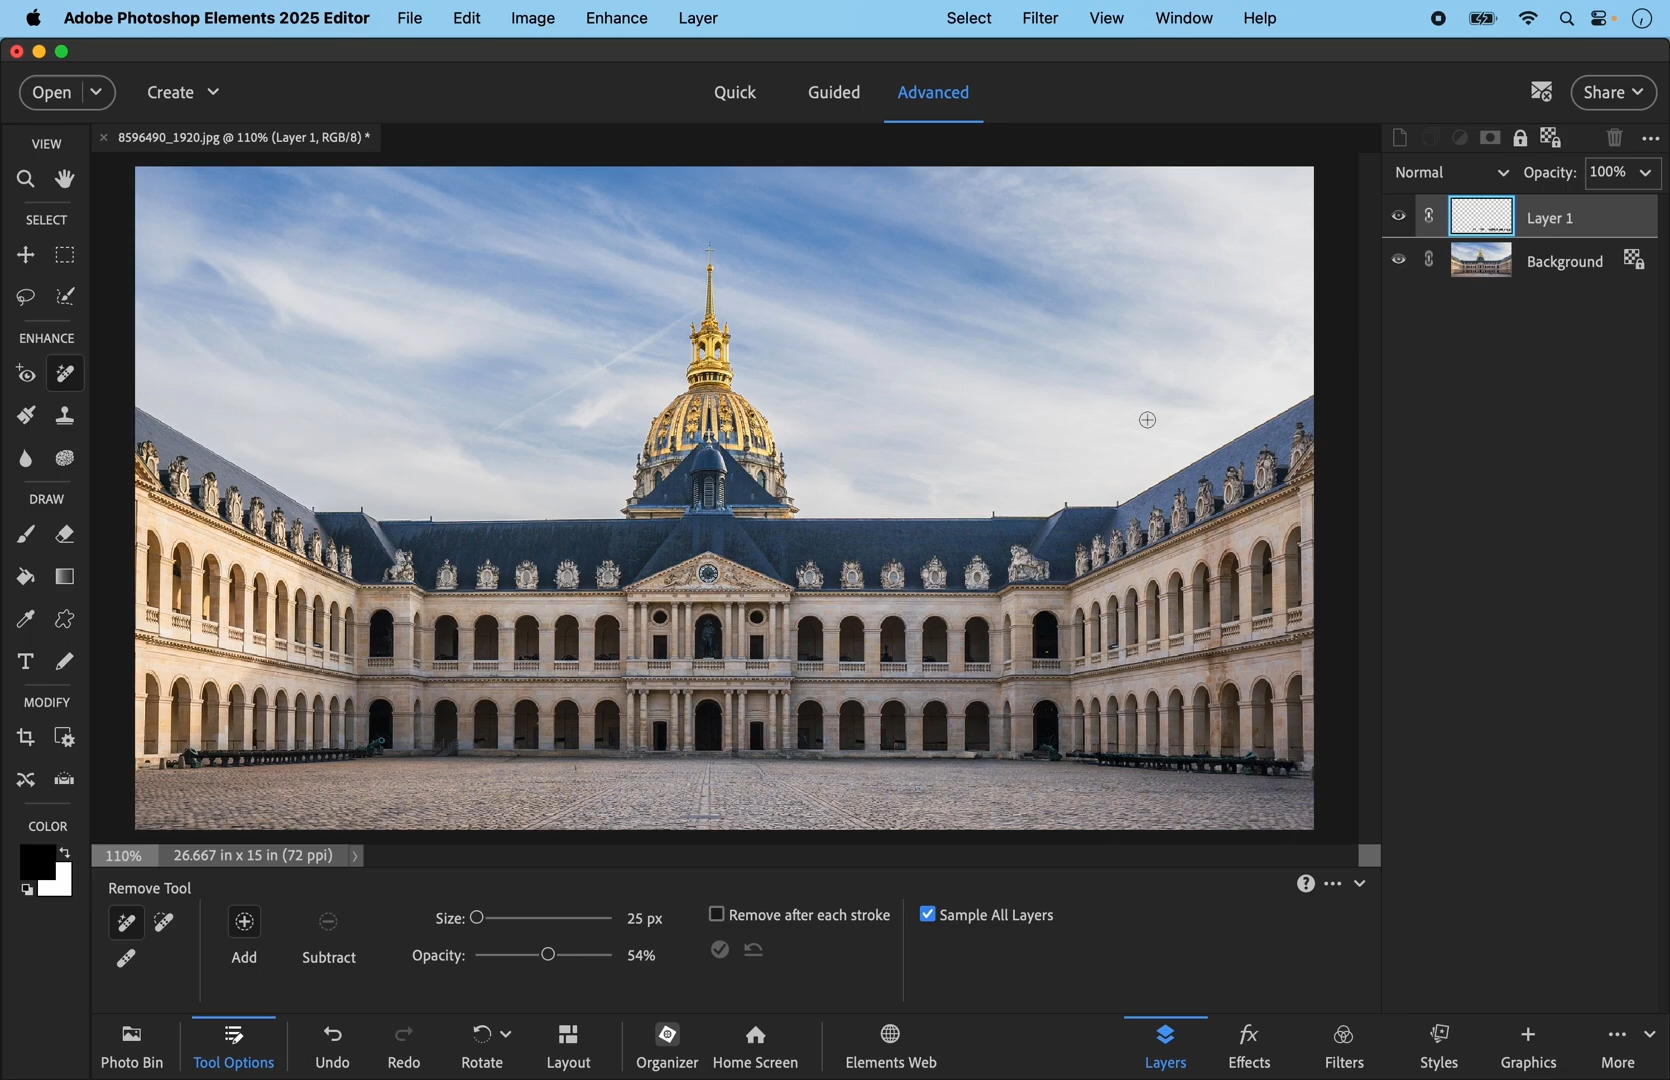 Adobe Photoshop Elements 2025 Editor File Edit Image Enhance Layer Select Filter View Window Help
Open Create Quick Guided Advanced Share
VIEW
8596490_1920.jpg @ 110% (Layer 1, RGB/8) *
Normal Opacity: 100%
SELECT
Layer 1
Background
ENHANCE
DRAW
T
MODIFY
COLOR
110% 26.667 in x 15 in (72 ppi)
Remove Tool
Size: 25 px Remove after each stroke Sample All Layers
Add Subtract Opacity: 54%
Photo Bin Tool Options Undo Redo Rotate Layout Organizer Home Screen Elements Web Layers Effects Filters Styles Graphics More